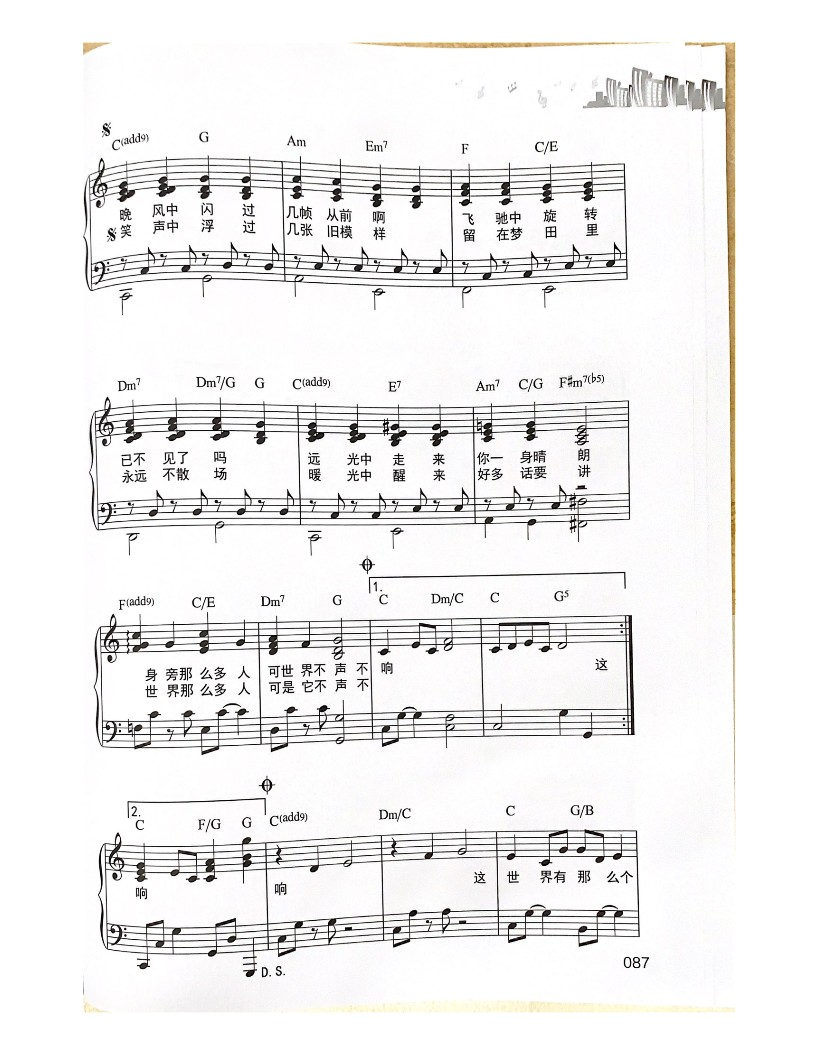 C(add9) G Am Em7 F C/E
晚 风中 闪 过 几帧 从前 啊 飞 驰中 旋 转
笑 声中 浮 过 几张 旧模 样 留 在梦 田 里
Dm7 Dm7/G G C(add9) E7 Am7 C/G F#m7(b5)
已不 见了 吗 远 光中 走 来 你一 身晴 朗
永远 不散 场 暖 光中 醒 来 好多 话要 讲
1.
F(add9) C/E Dm7 G C Dm/C C G5
身 旁那 么多 人 可世 界不 声 不 响 这
世 界那 么多 人 可是 它不 声 不
2.
C F/G G C(add9) Dm/C C G/B
响 响 这 世 界有 那 么个
D.S.
087